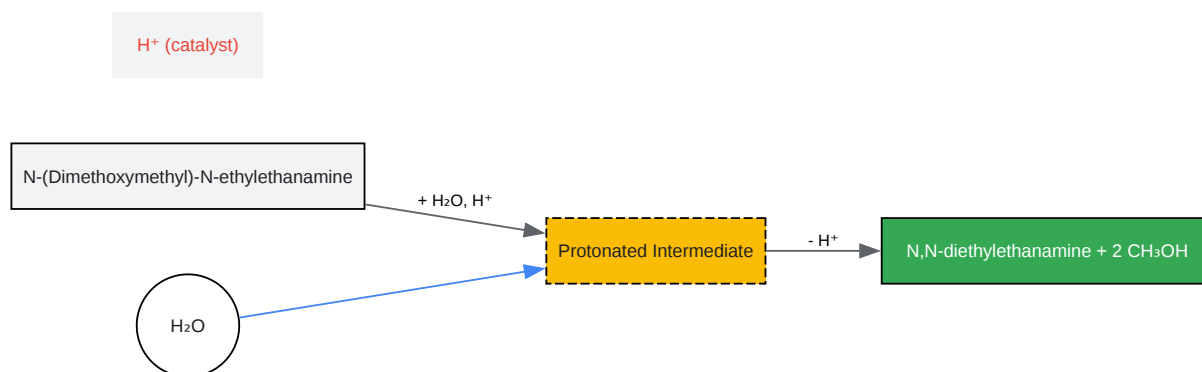 H⁺ (catalyst)
N-(Dimethoxymethyl)-N-ethylethanamine
+ H₂O, H⁺
Protonated Intermediate
- H⁺
N,N-diethylethanamine + 2 CH₃OH
H₂O